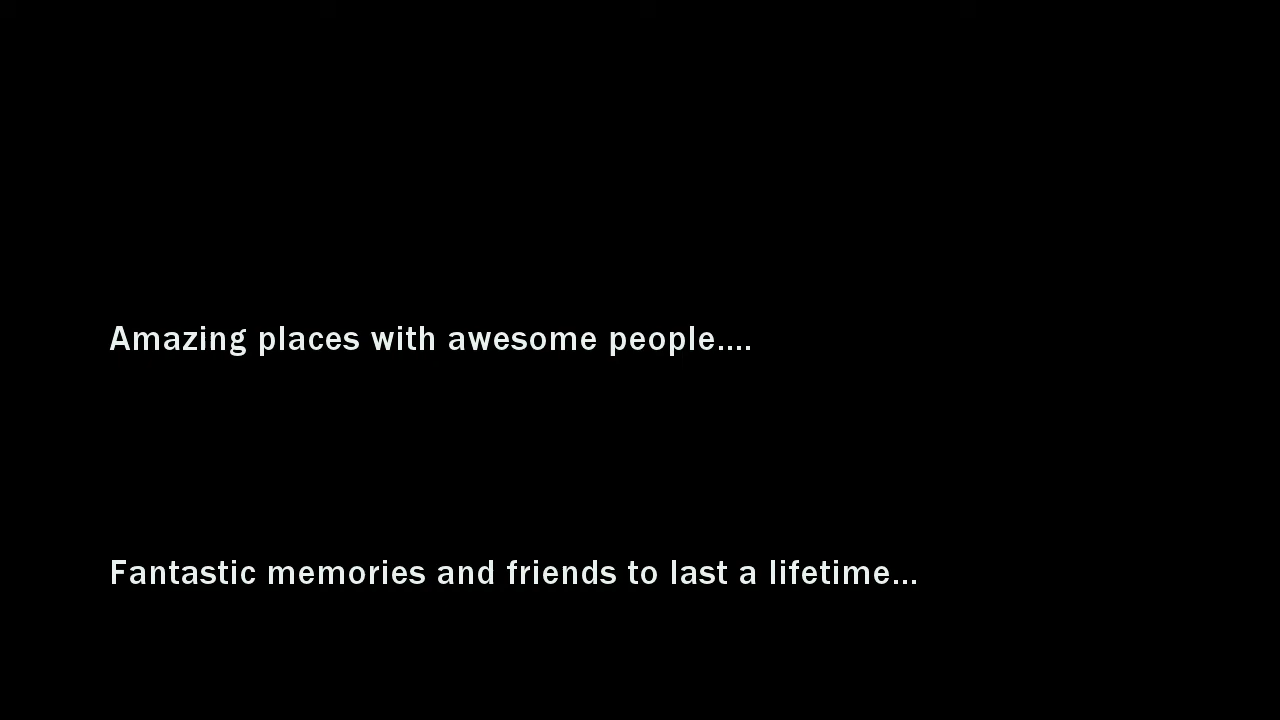 Amazing places with awesome people....
Fantastic memories and friends to last a lifetime...